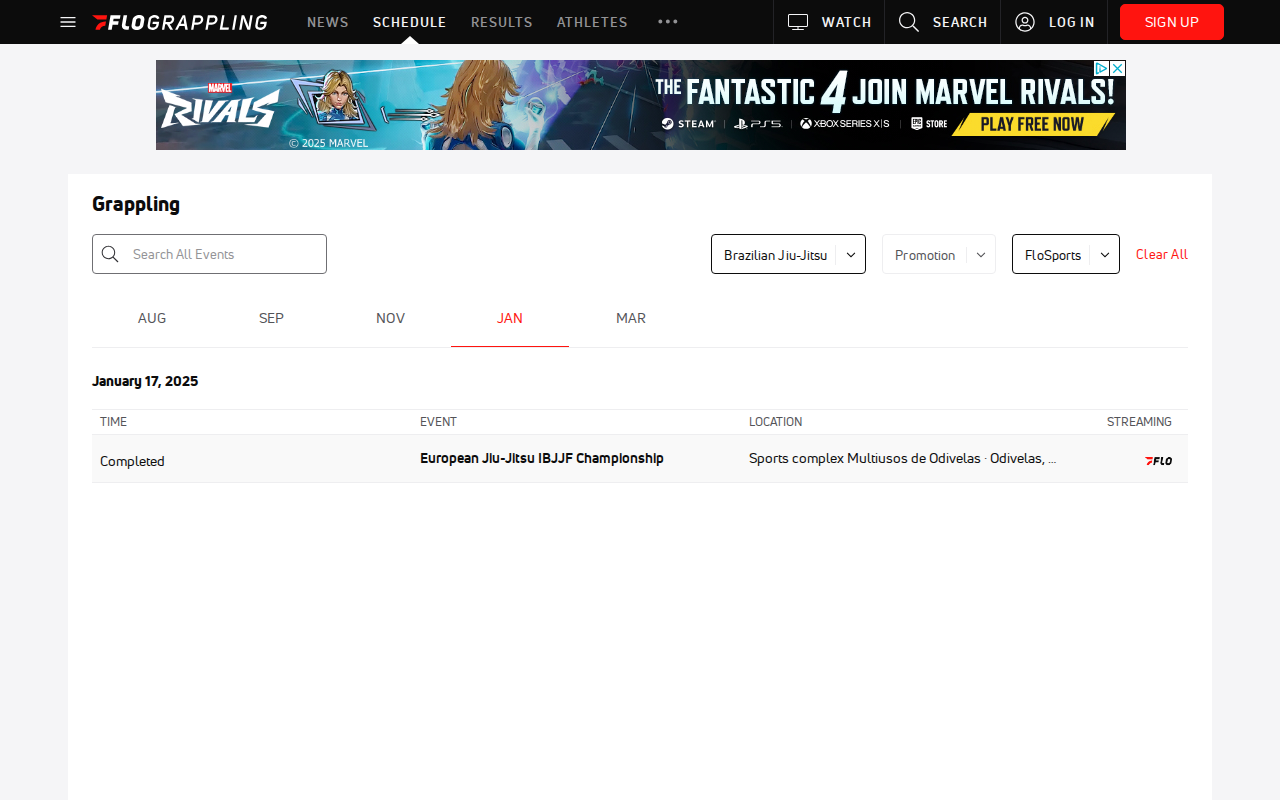 FLOGRAPPLING NEWS SCHEDULE RESULTS ATHLETES WATCH SEARCH LOG IN SIGN UP
MARVEL
RIVALS
© 2025 MARVEL
THE FANTASTIC 4 JOIN MARVEL RIVALS!
STEAM PS5 XBOX SERIES X|S EPIC GAMES STORE PLAY FREE NOW
Grappling
Search All Events Brazilian Jiu-Jitsu Promotion FloSports Clear All
AUG SEP NOV JAN MAR
January 17, 2025
TIME EVENT LOCATION STREAMING
Completed European Jiu-Jitsu IBJJF Championship Sports complex Multiusos de Odivelas · Odivelas, ... FLO